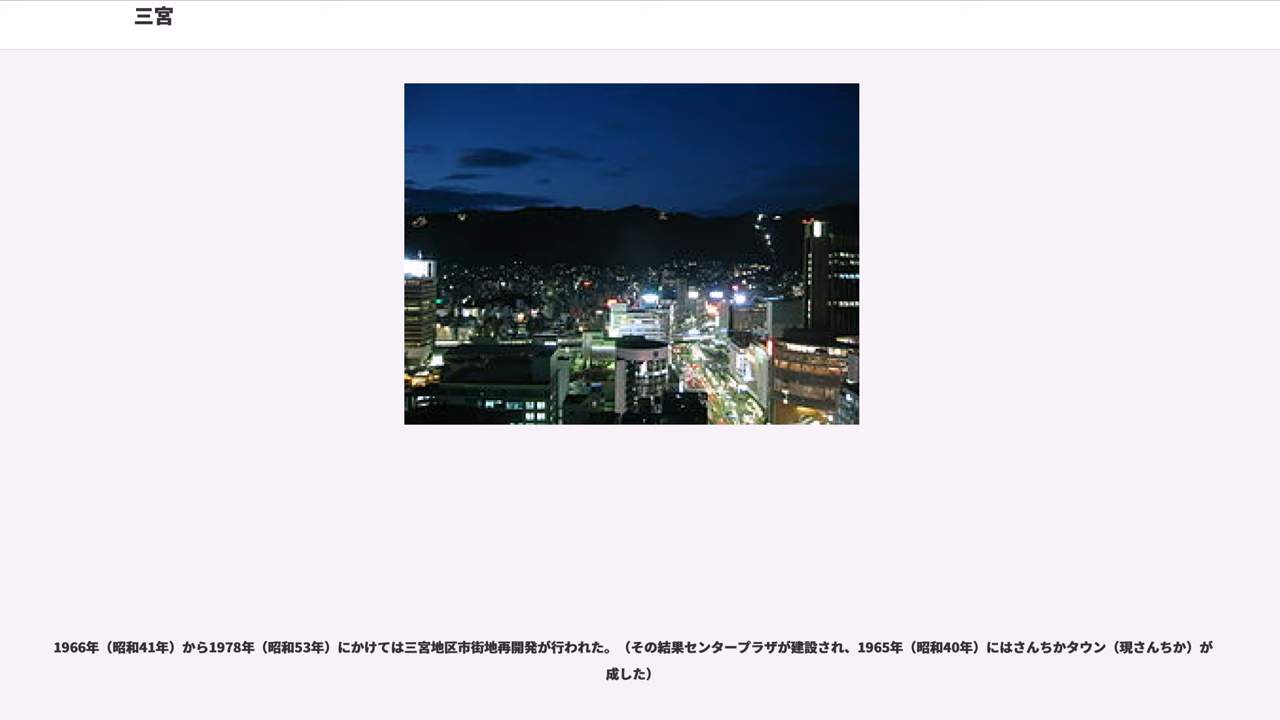 三宮
1966年（昭和41年）から1978年（昭和53年）にかけては三宮地区市街地再開発が行われた。（その結果センタープラザが建設され、1965年（昭和40年）にはさんちかタウン（現さんちか）が
成した）